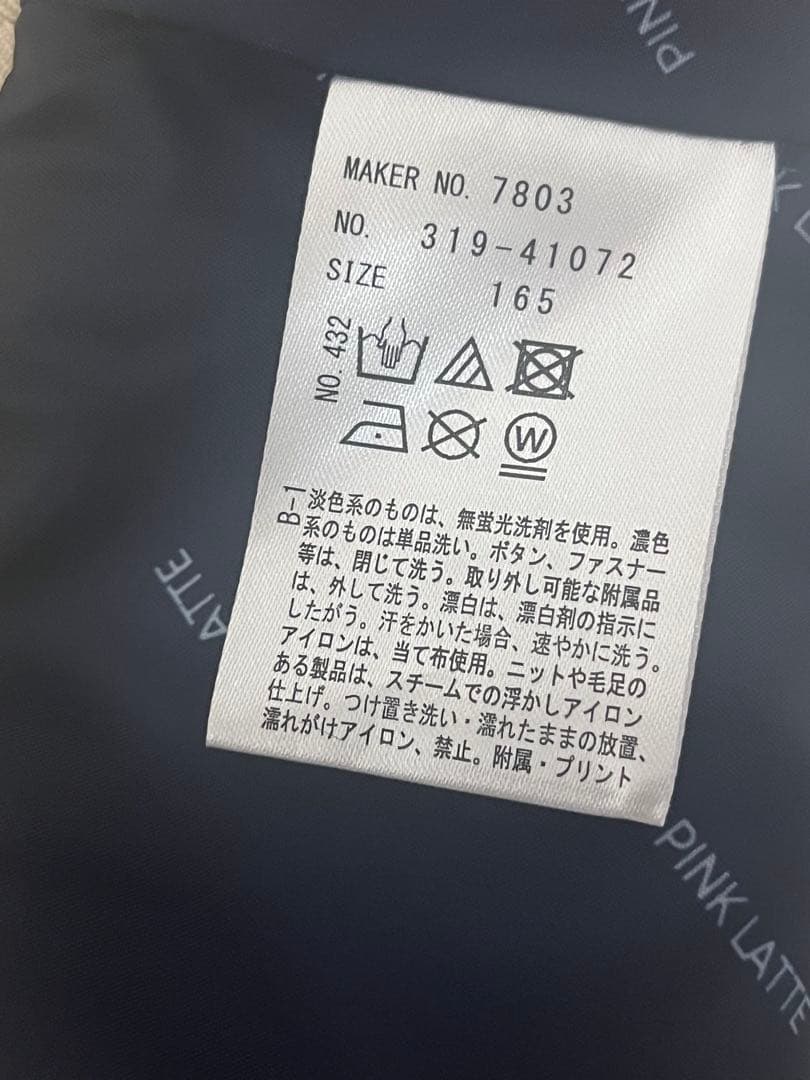 PIN
K L
MAKER NO. 7803
NO. 319-41072
SIZE 165
NO. 432
W
B-1
淡色系のものは、無蛍光洗剤を使用。濃色
系のものは単品洗い。ボタン、ファスナー
等は、閉じて洗う。取り外し可能な附属品
は、外して洗う。漂白は、漂白剤の指示に
したがう。汗をかいた場合、速やかに洗う。
アイロンは、当て布使用。ニットや毛足の
ある製品は、スチームでの浮かしアイロン
仕上げ。つけ置き洗い・濡れたままの放置、
濡れがけアイロン、禁止。附属・プリント
ATTE
PINK LATTE